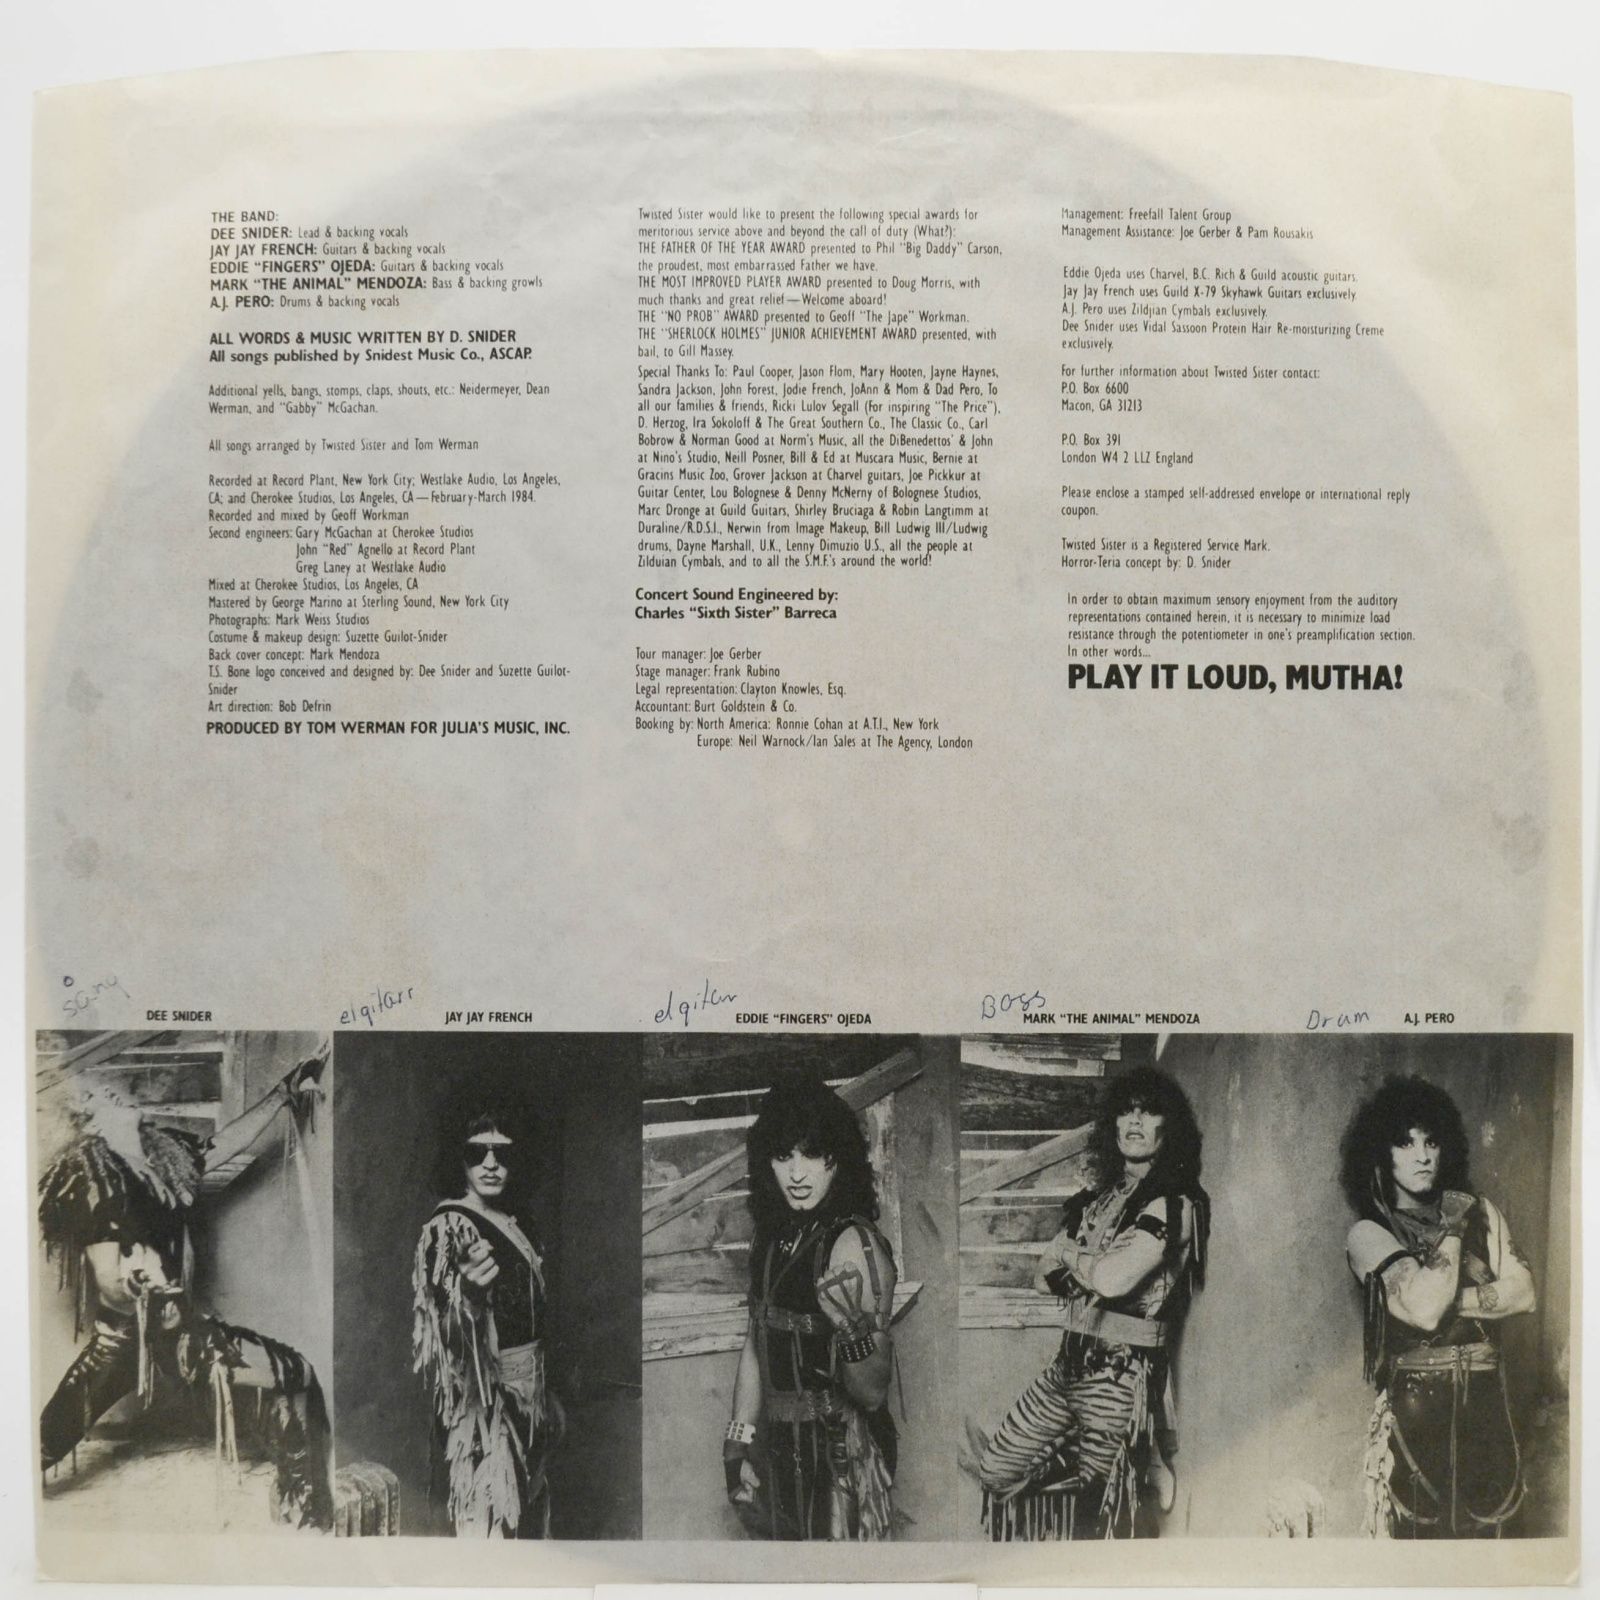 THE BAND:
DEE SNIDER: Lead & backing vocals
JAY JAY FRENCH: Guitars & backing vocals
EDDIE "FINGERS" OJEDA: Guitars & backing vocals
MARK "THE ANIMAL" MENDOZA: Bass & backing growls
A.J. PERO: Drums & backing vocals
ALL WORDS & MUSIC WRITTEN BY D. SNIDER
All songs published by Snidest Music Co., ASCAP.
Additional yells, bangs, stomps, claps, shouts, etc.: Neidermeyer, Dean
Werman, and "Gabby" McGachan.
All songs arranged by Twisted Sister and Tom Werman
Recorded at Record Plant, New York City; Westlake Audio, Los Angeles,
CA; and Cherokee Studios, Los Angeles, CA—February-March 1984.
Recorded and mixed by Geoff Workman
Second engineers: Gary McGachan at Cherokee Studios
John "Red" Agnello at Record Plant
Greg Laney at Westlake Audio
Mixed at Cherokee Studios, Los Angeles, CA
Mastered by George Marino at Sterling Sound, New York City
Photographs: Mark Weiss Studios
Costume & makeup design: Suzette Guilot-Snider
Back cover concept: Mark Mendoza
T.S. Bone logo conceived and designed by: Dee Snider and Suzette Guilot-
Snider
Art direction: Bob Defrin
PRODUCED BY TOM WERMAN FOR JULIA'S MUSIC, INC.
Twisted Sister would like to present the following special awards for
meritorious service above and beyond the call of duty (What?):
THE FATHER OF THE YEAR AWARD presented to Phil "Big Daddy" Carson,
the proudest, most embarrassed Father we have.
THE MOST IMPROVED PLAYER AWARD presented to Doug Morris, with
much thanks and great relief—Welcome aboard!
THE "NO PROB" AWARD presented to Geoff "The Jape" Workman.
THE "SHERLOCK HOLMES" JUNIOR ACHIEVEMENT AWARD presented, with
bail, to Gill Massey.
Special Thanks To: Paul Cooper, Jason Flom, Mary Hooten, Jayne Haynes,
Sandra Jackson, John Forest, Jodie French, JoAnn & Mom & Dad Pero, To
all our families & friends, Ricki Lulov Segall (For inspiring "The Price"),
D. Herzog, Ira Sokoloff & The Great Southern Co., The Classic Co., Carl
Bobrow & Norman Good at Norm's Music, all the DiBenedettos' & John
at Nino's Studio, Neill Posner, Bill & Ed at Muscara Music, Bernie at
Gracins Music Zoo, Grover Jackson at Charvel guitars, Joe Pickkur at
Guitar Center, Lou Bolognese & Denny McNerny of Bolognese Studios,
Marc Dronge at Guild Guitars, Shirley Bruciaga & Robin Langtimm at
Duraline/R.D.S.I., Nerwin from Image Makeup, Bill Ludwig III/Ludwig
drums, Dayne Marshall, U.K., Lenny Dimuzio U.S., all the people at
Zilduian Cymbals, and to all the S.M.F.'s around the world!
Concert Sound Engineered by:
Charles "Sixth Sister" Barreca
Tour manager: Joe Gerber
Stage manager: Frank Rubino
Legal representation: Clayton Knowles, Esq.
Accountant: Burt Goldstein & Co.
Booking by: North America: Ronnie Cohan at A.T.I., New York
Europe: Neil Warnock/Ian Sales at The Agency, London
Management: Freefall Talent Group
Management Assistance: Joe Gerber & Pam Rousakis
Eddie Ojeda uses Charvel, B.C. Rich & Guild acoustic guitars.
Jay Jay French uses Guild X-79 Skyhawk Guitars exclusively.
A.J. Pero uses Zildjian Cymbals exclusively.
Dee Snider uses Vidal Sassoon Protein Hair Re-moisturizing Creme
exclusively.
For further information about Twisted Sister contact:
P.O. Box 6600
Macon, GA 31213
P.O. Box 391
London W4 2 LLZ England
Please enclose a stamped self-addressed envelope or international reply
coupon.
Twisted Sister is a Registered Service Mark.
Horror-Teria concept by: D. Snider
In order to obtain maximum sensory enjoyment from the auditory
representations contained herein, it is necessary to minimize load
resistance through the potentiometer in one's preamplification section.
In other words...
PLAY IT LOUD, MUTHA!
sång
DEE SNIDER
elgitarr
JAY JAY FRENCH
elgitarr
EDDIE "FINGERS" OJEDA
Bass
MARK "THE ANIMAL" MENDOZA
Drum
A.J. PERO